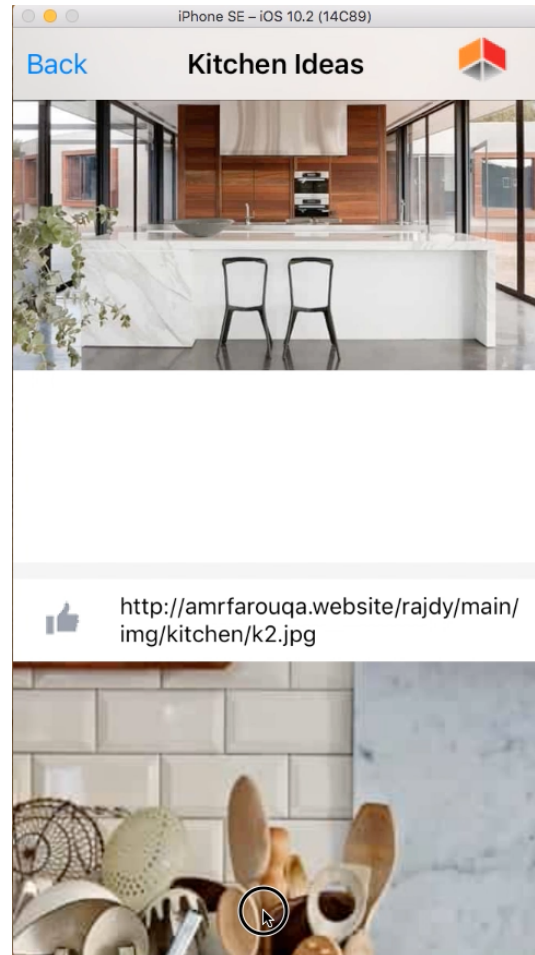 iPhone SE – iOS 10.2 (14C89)
Back Kitchen Ideas
http://amrfarouqa.website/rajdy/main/
img/kitchen/k2.jpg